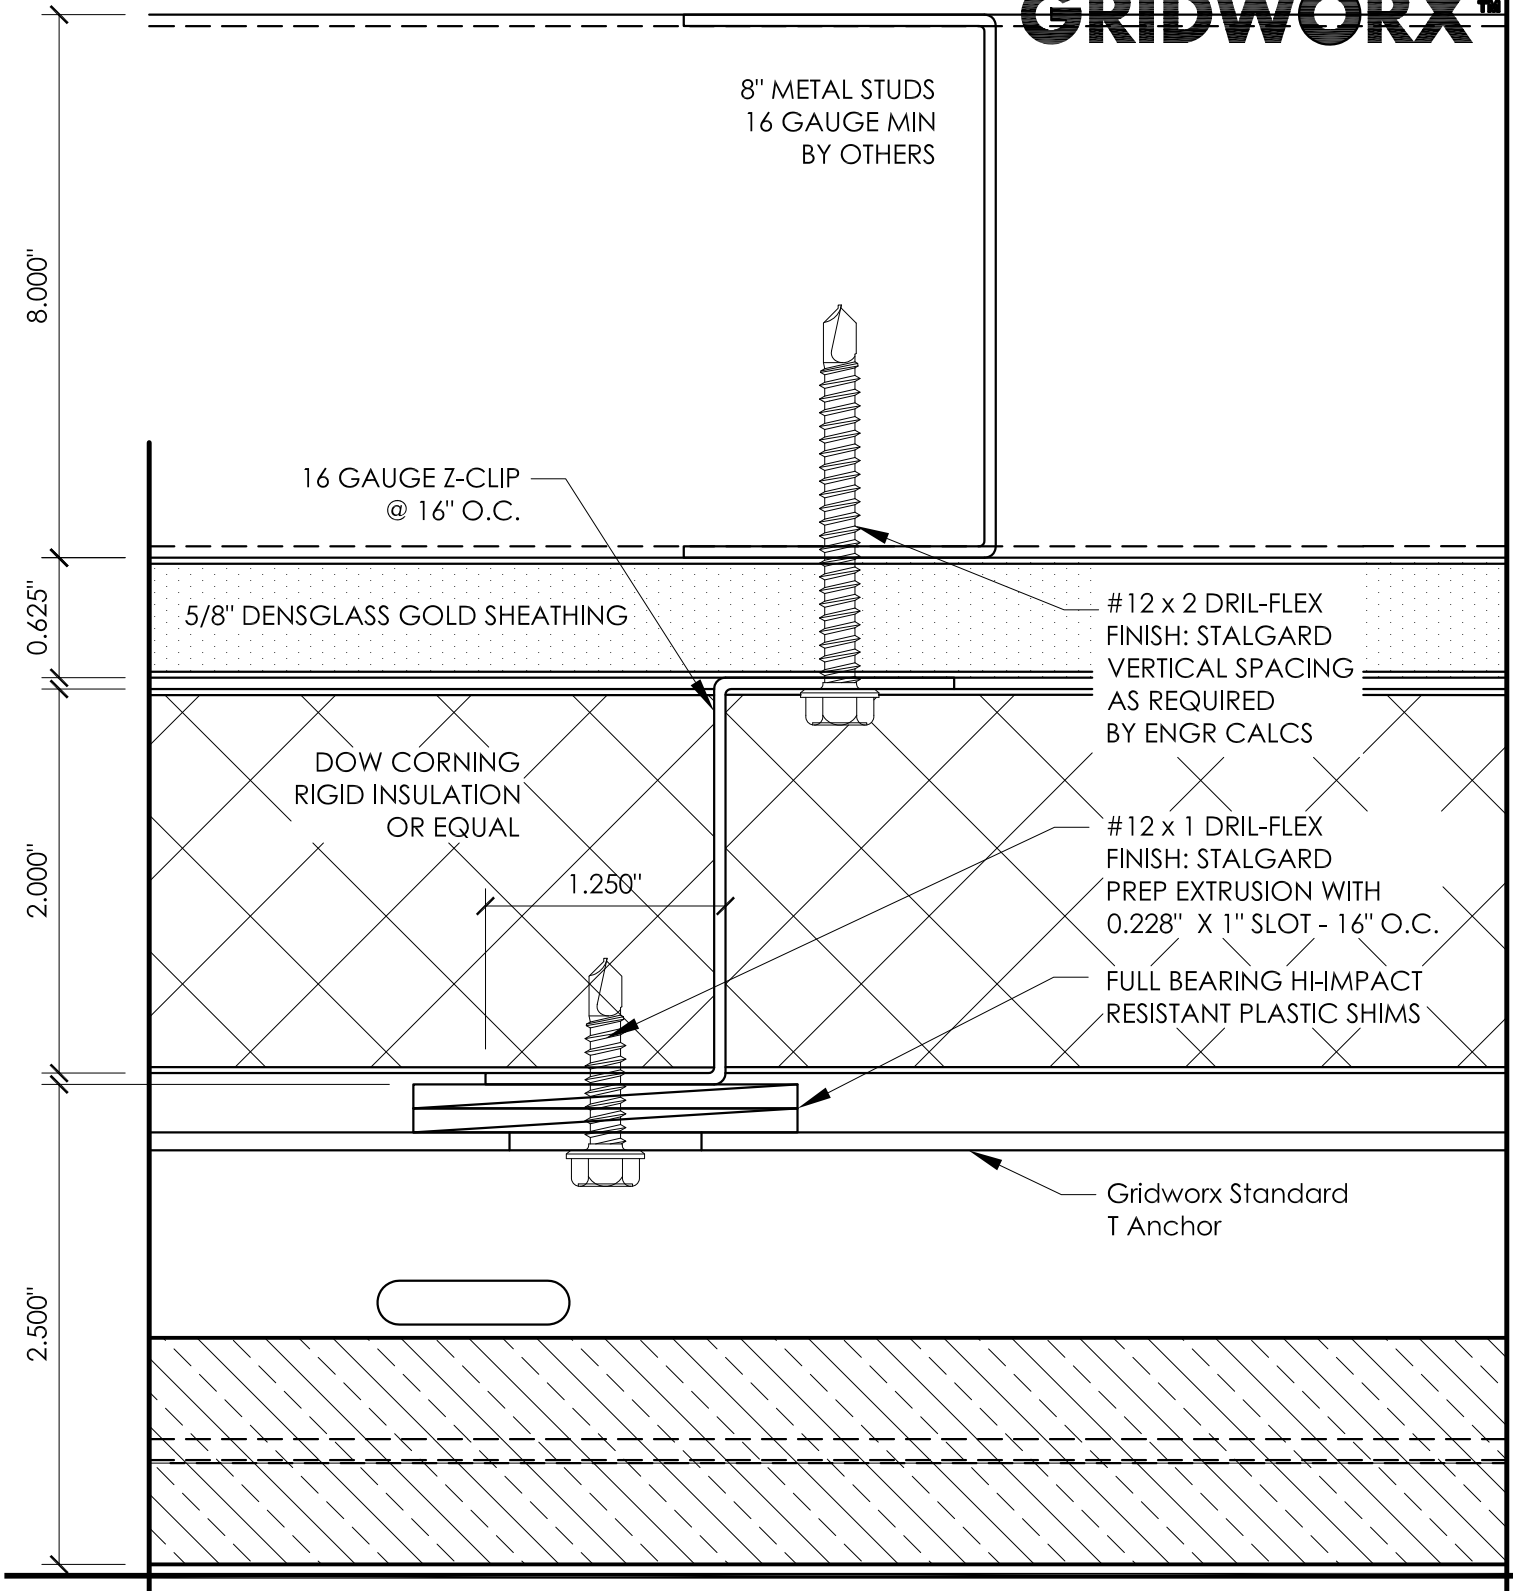 GRIDWORX™
8" METAL STUDS
16 GAUGE MIN
BY OTHERS
8.000"
16 GAUGE Z-CLIP
@ 16" O.C.
0.625"
5/8" DENSGLASS GOLD SHEATHING
#12 x 2 DRIL-FLEX
FINISH: STALGARD
VERTICAL SPACING
AS REQUIRED
BY ENGR CALCS
DOW CORNING
RIGID INSULATION
OR EQUAL
2.000"
1.250"
#12 x 1 DRIL-FLEX
FINISH: STALGARD
PREP EXTRUSION WITH
0.228" X 1" SLOT - 16" O.C.
FULL BEARING HI-IMPACT
RESISTANT PLASTIC SHIMS
Gridworx Standard
T Anchor
2.500"